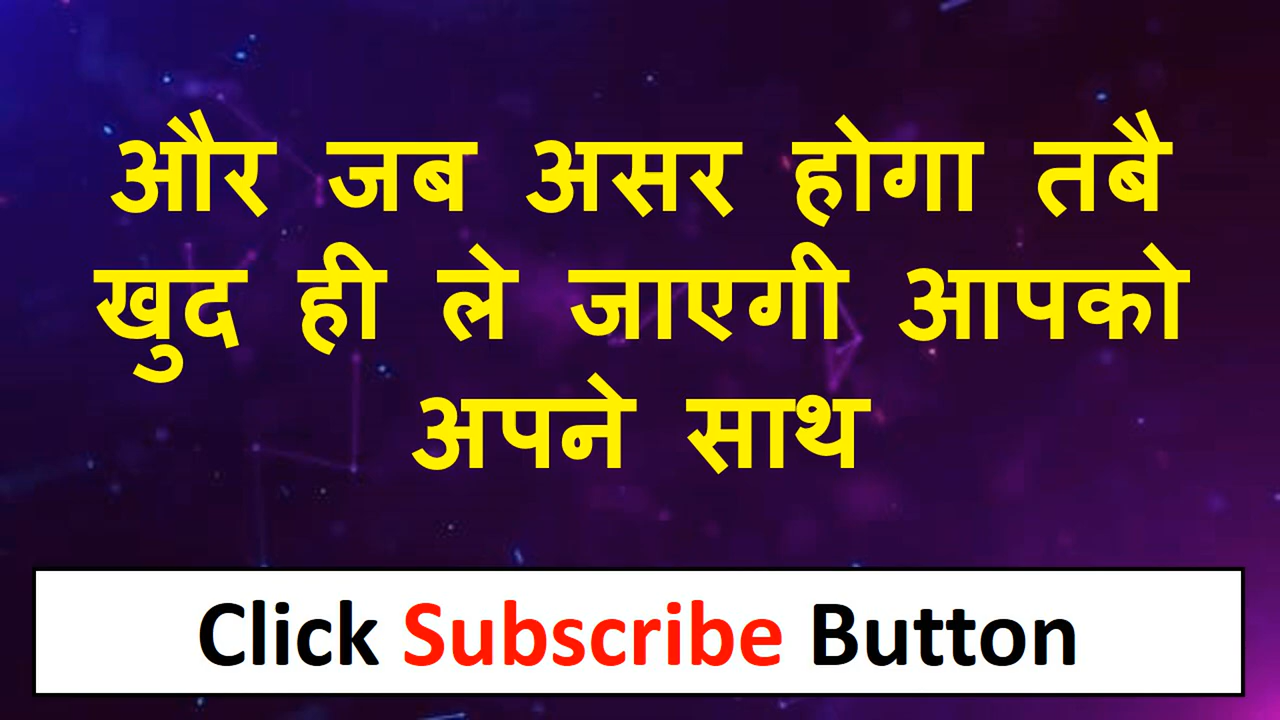 और जब असर होगा तबै
खुद ही ले जाएगी आपको
अपने साथ
Click Subscribe Button